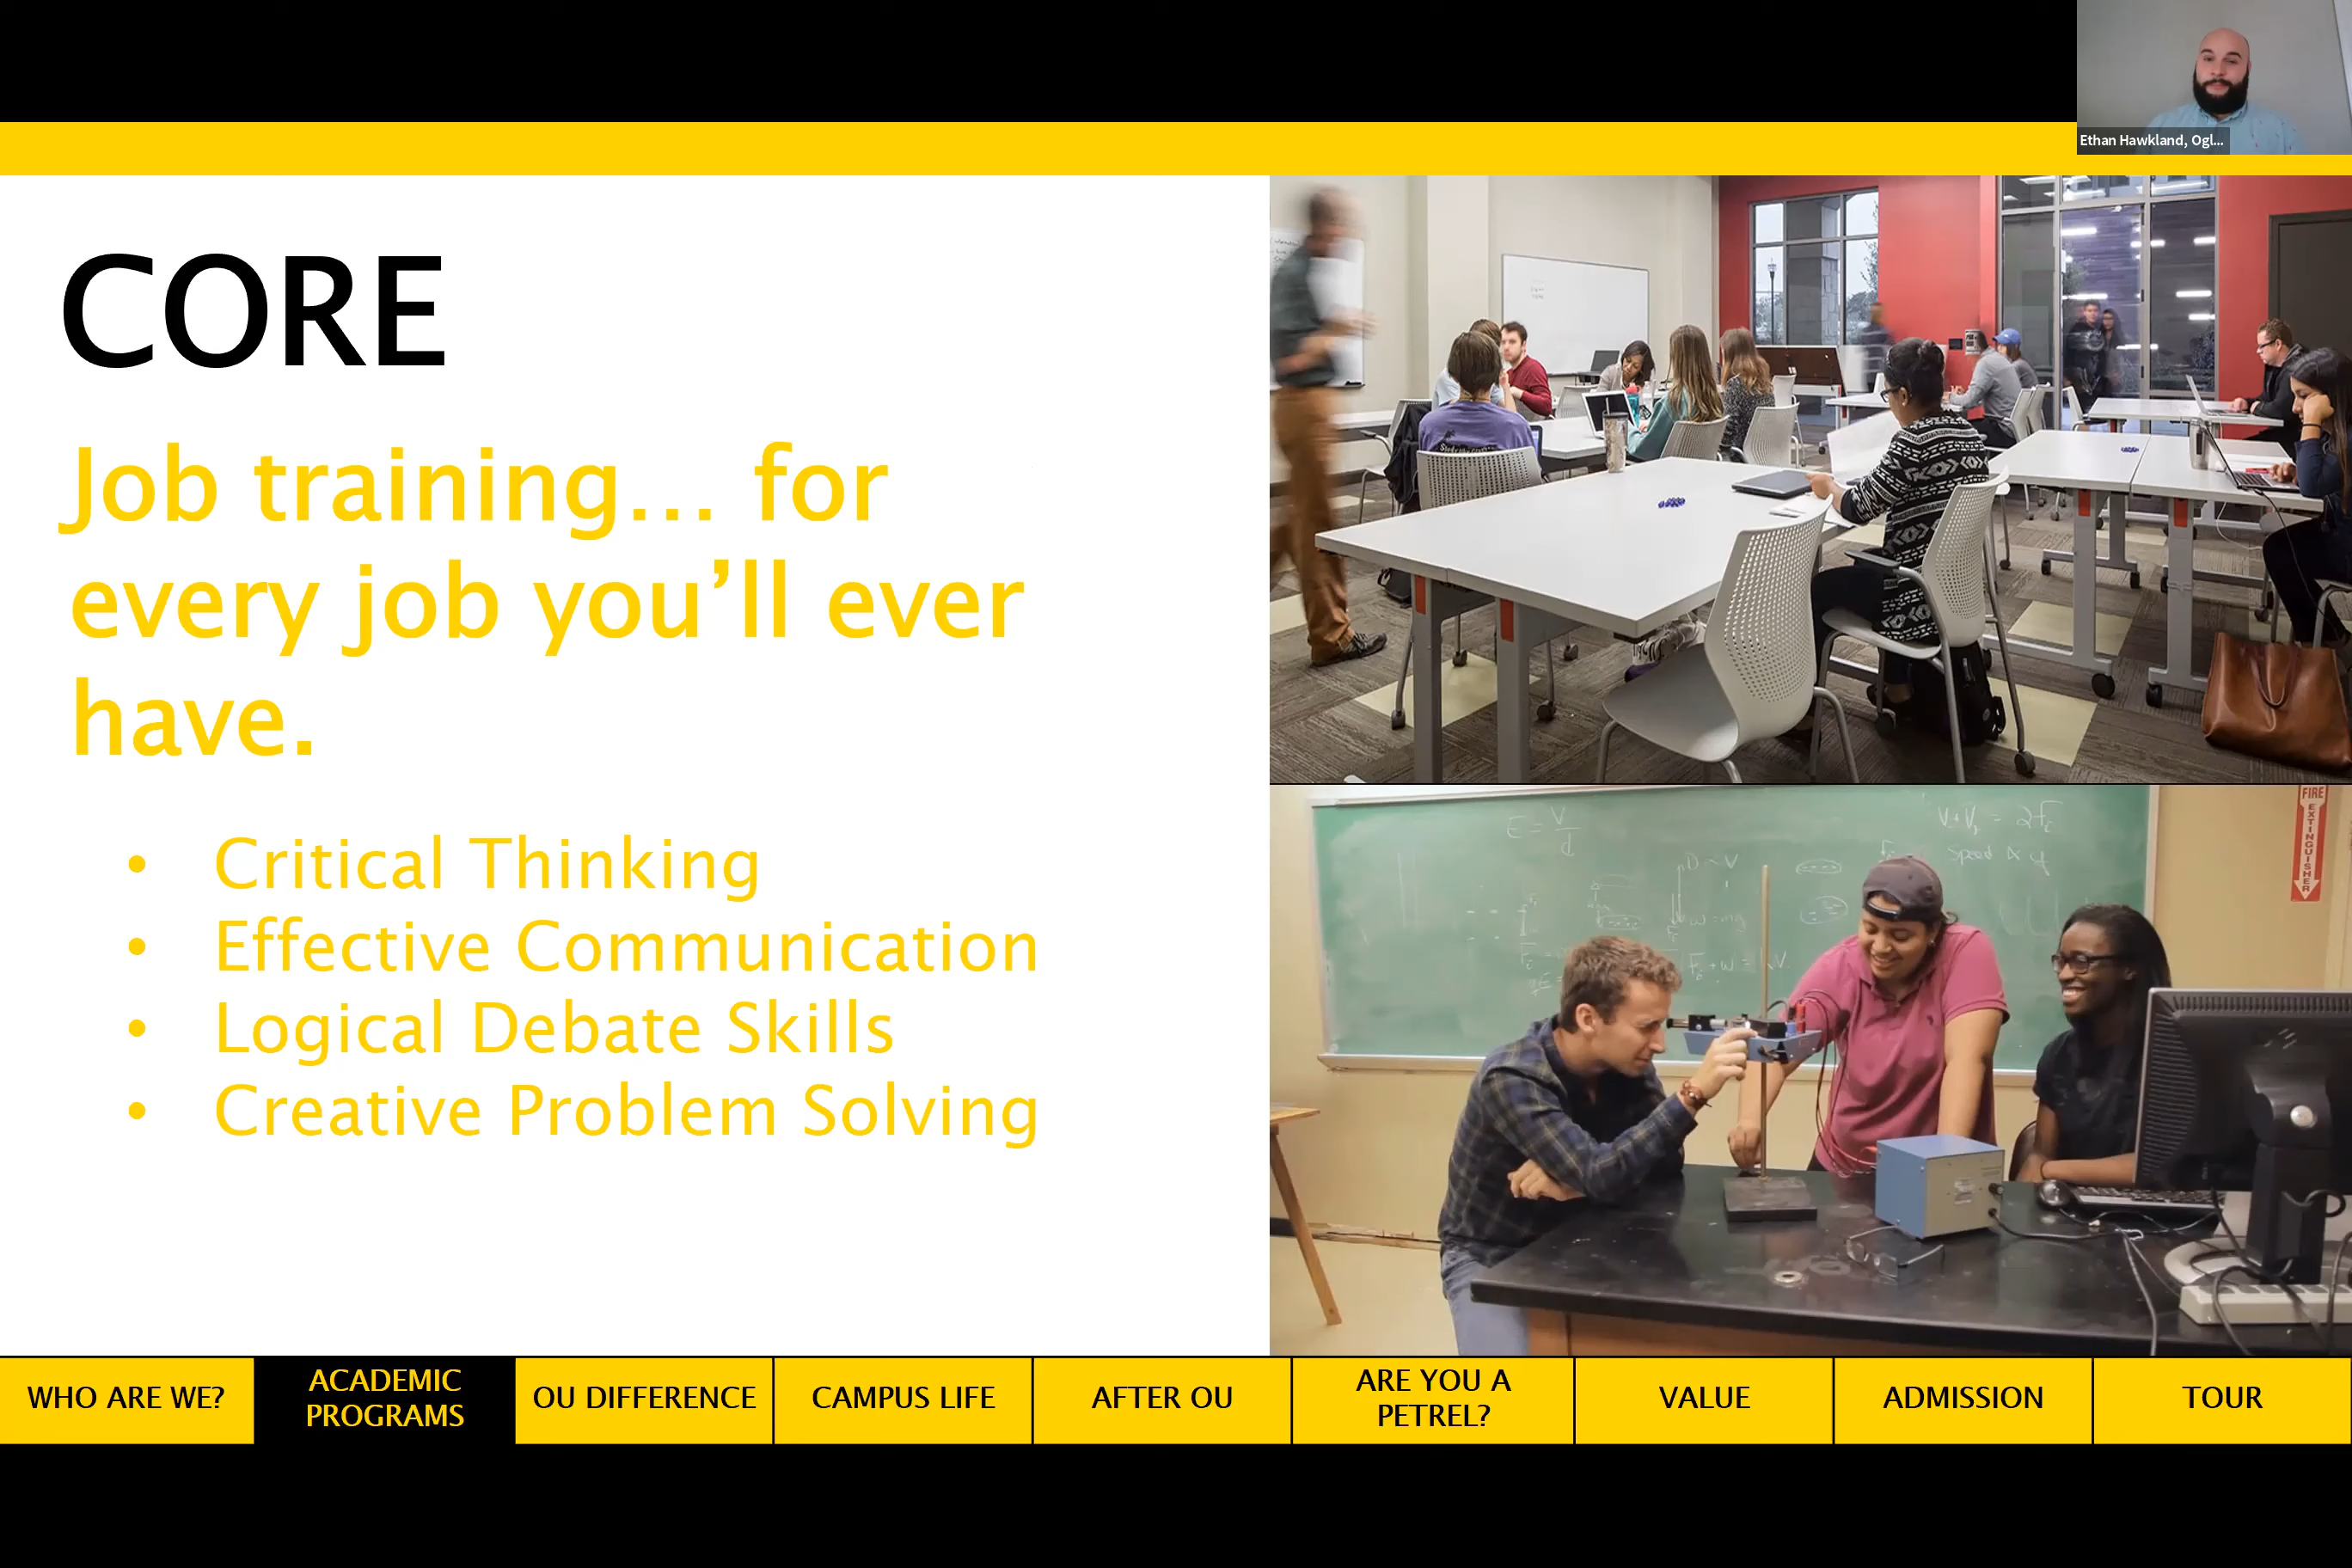 Ethan Hawkland, Ogl...
CORE
Job training... for
every job you’ll ever
have.
• Critical Thinking
• Effective Communication
• Logical Debate Skills
• Creative Problem Solving
E = V/d
FIRE
EXTINGUISHER
WHO ARE WE?
ACADEMIC
PROGRAMS
OU DIFFERENCE
CAMPUS LIFE
AFTER OU
ARE YOU A
PETREL?
VALUE
ADMISSION
TOUR